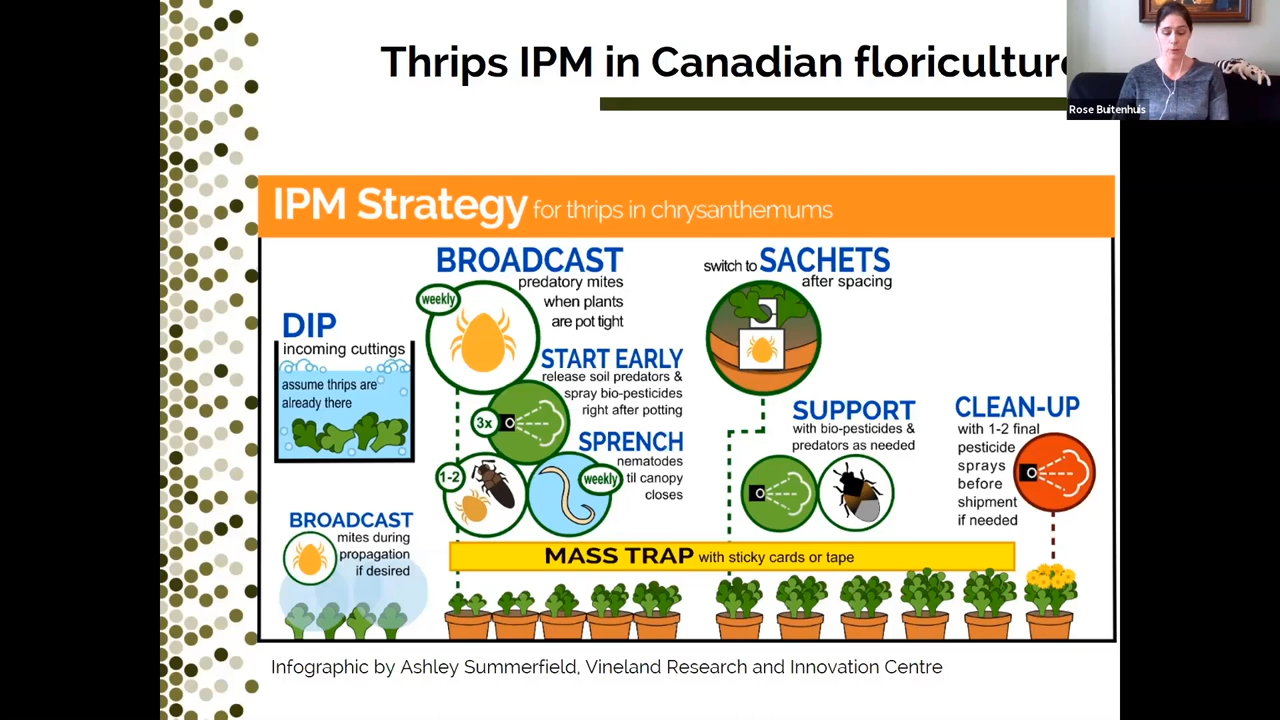 Thrips IPM in Canadian floriculture
Rose Buitenhuis
IPM Strategy for thrips in chrysanthemums
DIP
incoming cuttings
assume thrips are
already there
BROADCAST
mites during
propagation
if desired
BROADCAST
predatory mites
when plants
are pot tight
weekly
START EARLY
release soil predators &
spray bio-pesticides
right after potting
3x
SPRENCH
nematodes
til canopy
closes
1-2
weekly
switch to SACHETS
after spacing
SUPPORT
with bio-pesticides &
predators as needed
CLEAN-UP
with 1-2 final
pesticide
sprays
before
shipment
if needed
MASS TRAP with sticky cards or tape
Infographic by Ashley Summerfield, Vineland Research and Innovation Centre